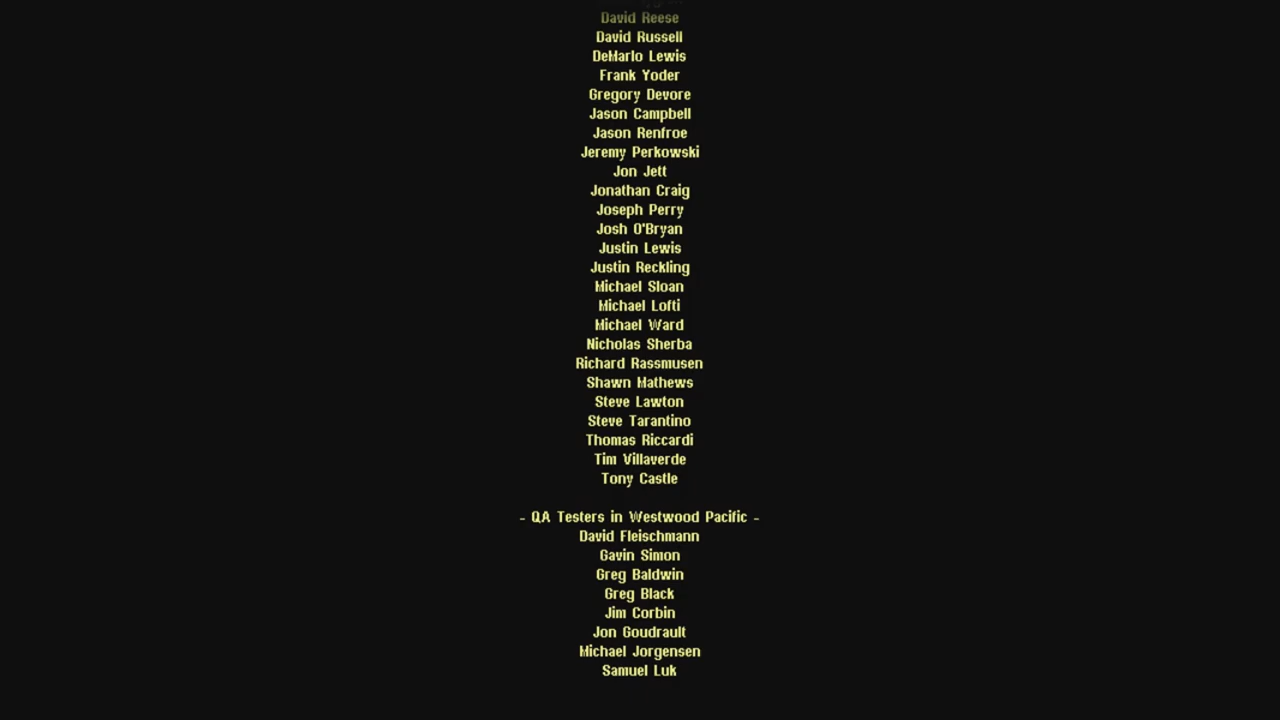 David Reese
David Russell
DeMarlo Lewis
Frank Yoder
Gregory Devore
Jason Campbell
Jason Renfroe
Jeremy Perkowski
Jon Jett
Jonathan Craig
Joseph Perry
Josh O'Bryan
Justin Lewis
Justin Reckling
Michael Sloan
Michael Lofti
Michael Ward
Nicholas Sherba
Richard Rassmusen
Shawn Mathews
Steve Lawton
Steve Tarantino
Thomas Riccardi
Tim Villaverde
Tony Castle
- QA Testers in Westwood Pacific -
David Fleischmann
Gavin Simon
Greg Baldwin
Greg Black
Jim Corbin
Jon Goudrault
Michael Jorgensen
Samuel Luk